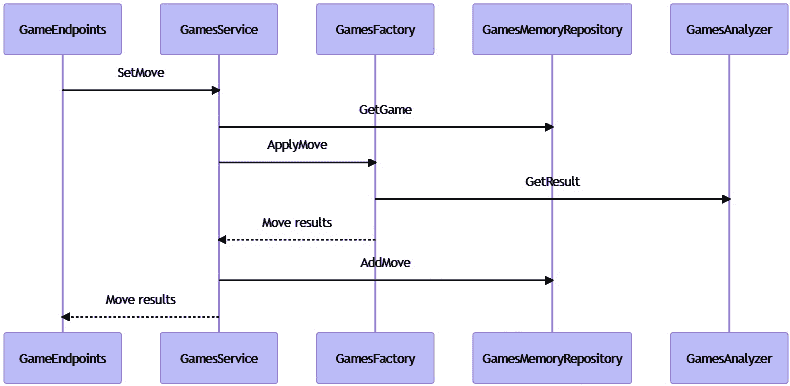 GameEndpoints GamesService GamesFactory GamesMemoryRepository GamesAnalyzer
SetMove
GetGame
ApplyMove
GetResult
Move results
AddMove
Move results
GameEndpoints GamesService GamesFactory GamesMemoryRepository GamesAnalyzer